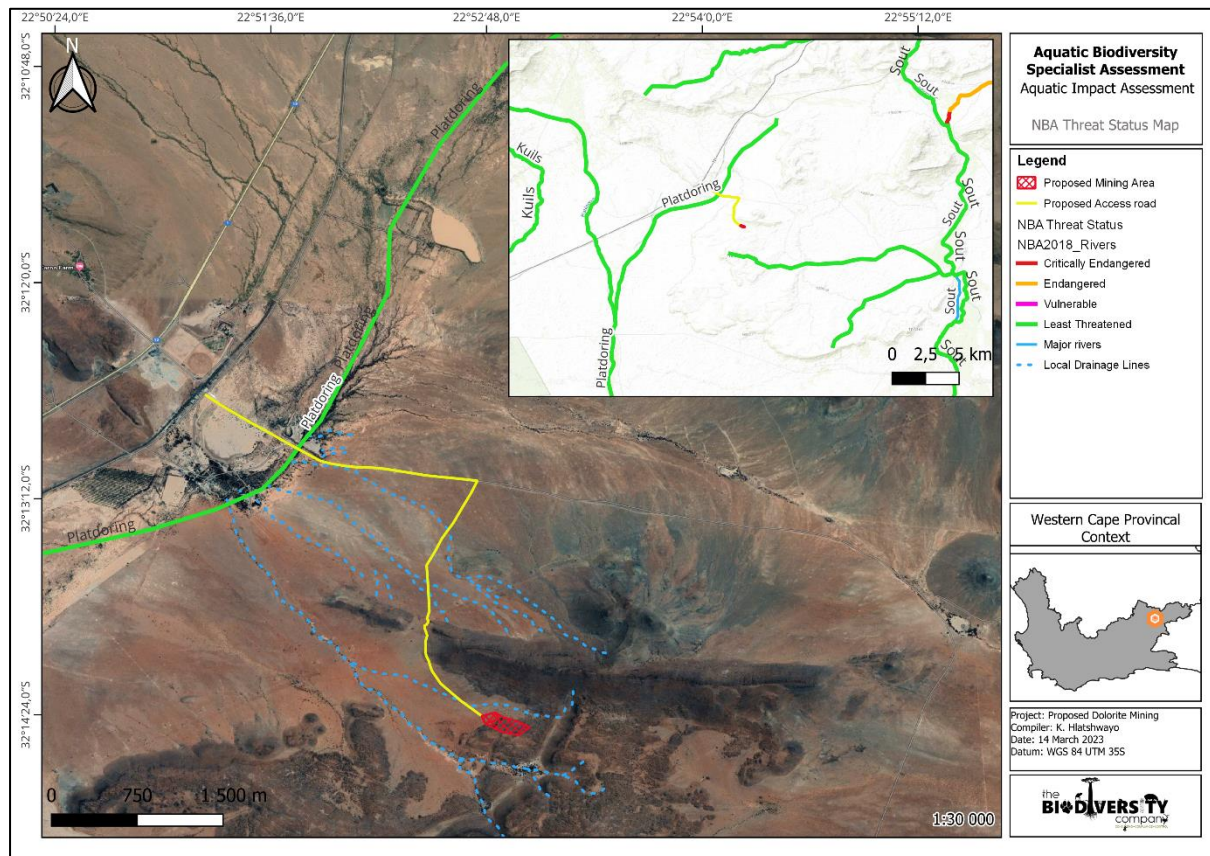 22°50'24,0"E
22°51'36,0"E
22°52'48,0"E
22°54'0,0"E
22°55'12,0"E
32°10'48,0"S
32°12'0,0"S
32°13'12,0"S
32°14'24,0"S
N
Platdoring
Platdoring
Platdoring
Platdoring
0 750 1 500 m
1:30 000
Kuils
Kuils
Platdoring
Platdoring
Sout
Sout
Sout
Sout
Sout
Sout
Sout
Sout
0 2,5 5 km
Aquatic Biodiversity
Specialist Assessment
Aquatic Impact Assessment
NBA Threat Status Map
Legend
Proposed Mining Area
Proposed Access road
NBA Threat Status
NBA2018_Rivers
Critically Endangered
Endangered
Vulnerable
Least Threatened
Major rivers
Local Drainage Lines
Western Cape Provincal
Context
Project: Proposed Dolorite Mining
Compiler: K. Hlatshwayo
Date: 14 March 2023
Datum: WGS 84 UTM 35S
the
BIODIVERSITY
company